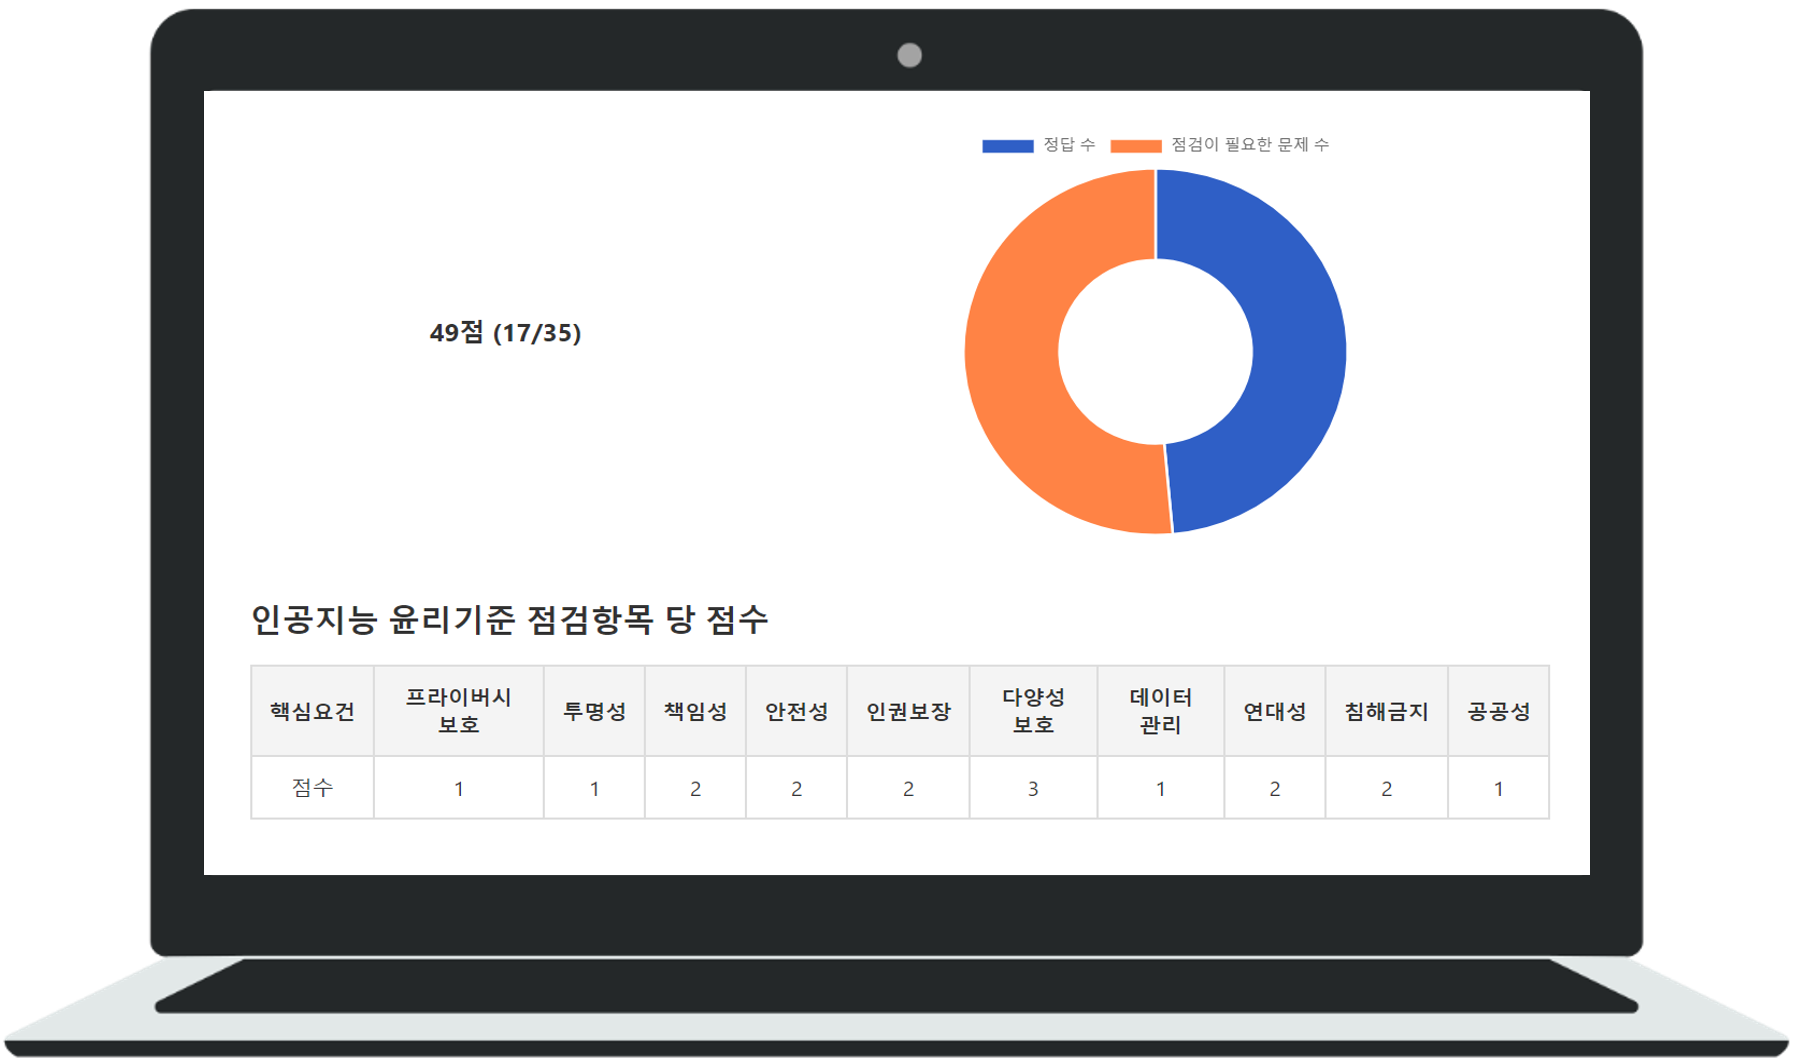 정답 수 점검이 필요한 문제 수
49점 (17/35)
인공지능 윤리기준 점검항목 당 점수
핵심요건 프라이버시 보호 투명성 책임성 안전성 인권보장 다양성 보호 데이터 관리 연대성 침해금지 공공성
점수 1 1 2 2 2 3 1 2 2 1